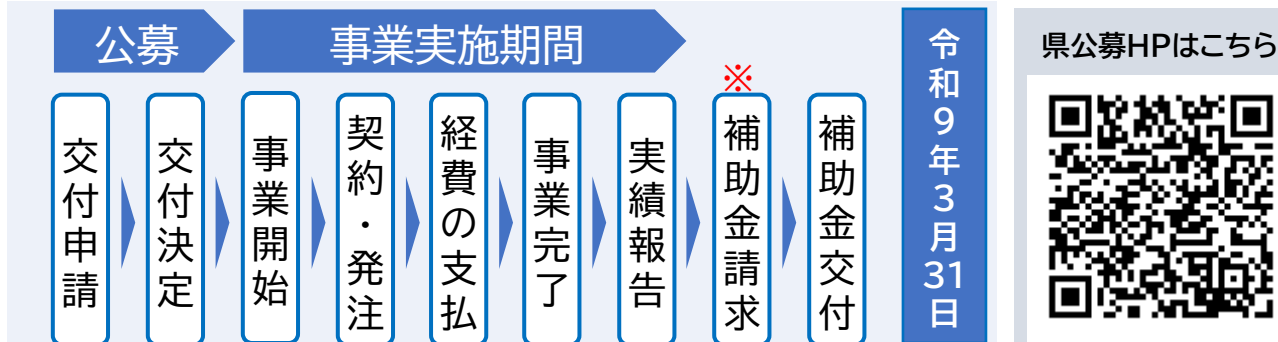 公募
事業実施期間
※
交付申請
交付決定
事業開始
契約・発注
経費の支払
事業完了
実績報告
補助金請求
補助金交付
令和9年3月31日
県公募HPはこちら